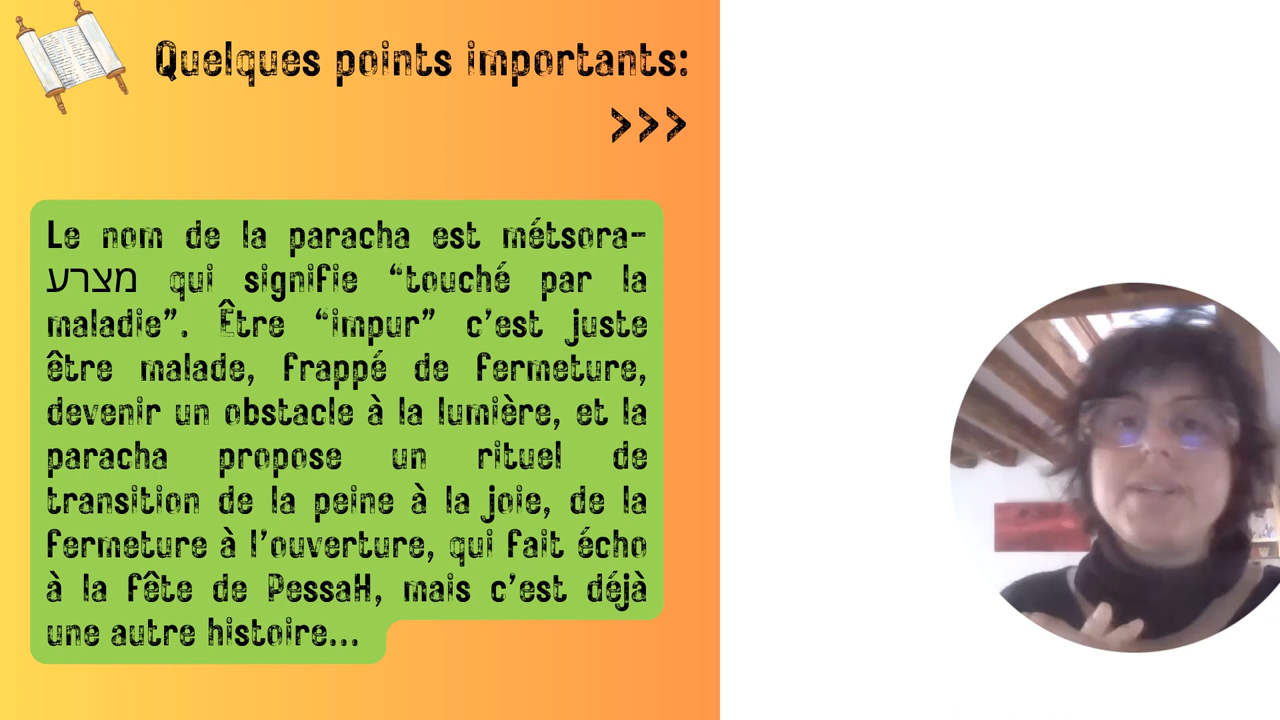 Quelques points importants:
>>>
Le nom de la paracha est métsora-
מצרע qui signifie “touché par la
maladie”. Être “impur” c’est juste
être malade, frappé de fermeture,
devenir un obstacle à la lumière, et la
paracha propose un rituel de
transition de la peine à la joie, de la
fermeture à l’ouverture, qui fait écho
à la fête de PessaH, mais c’est déjà
une autre histoire...